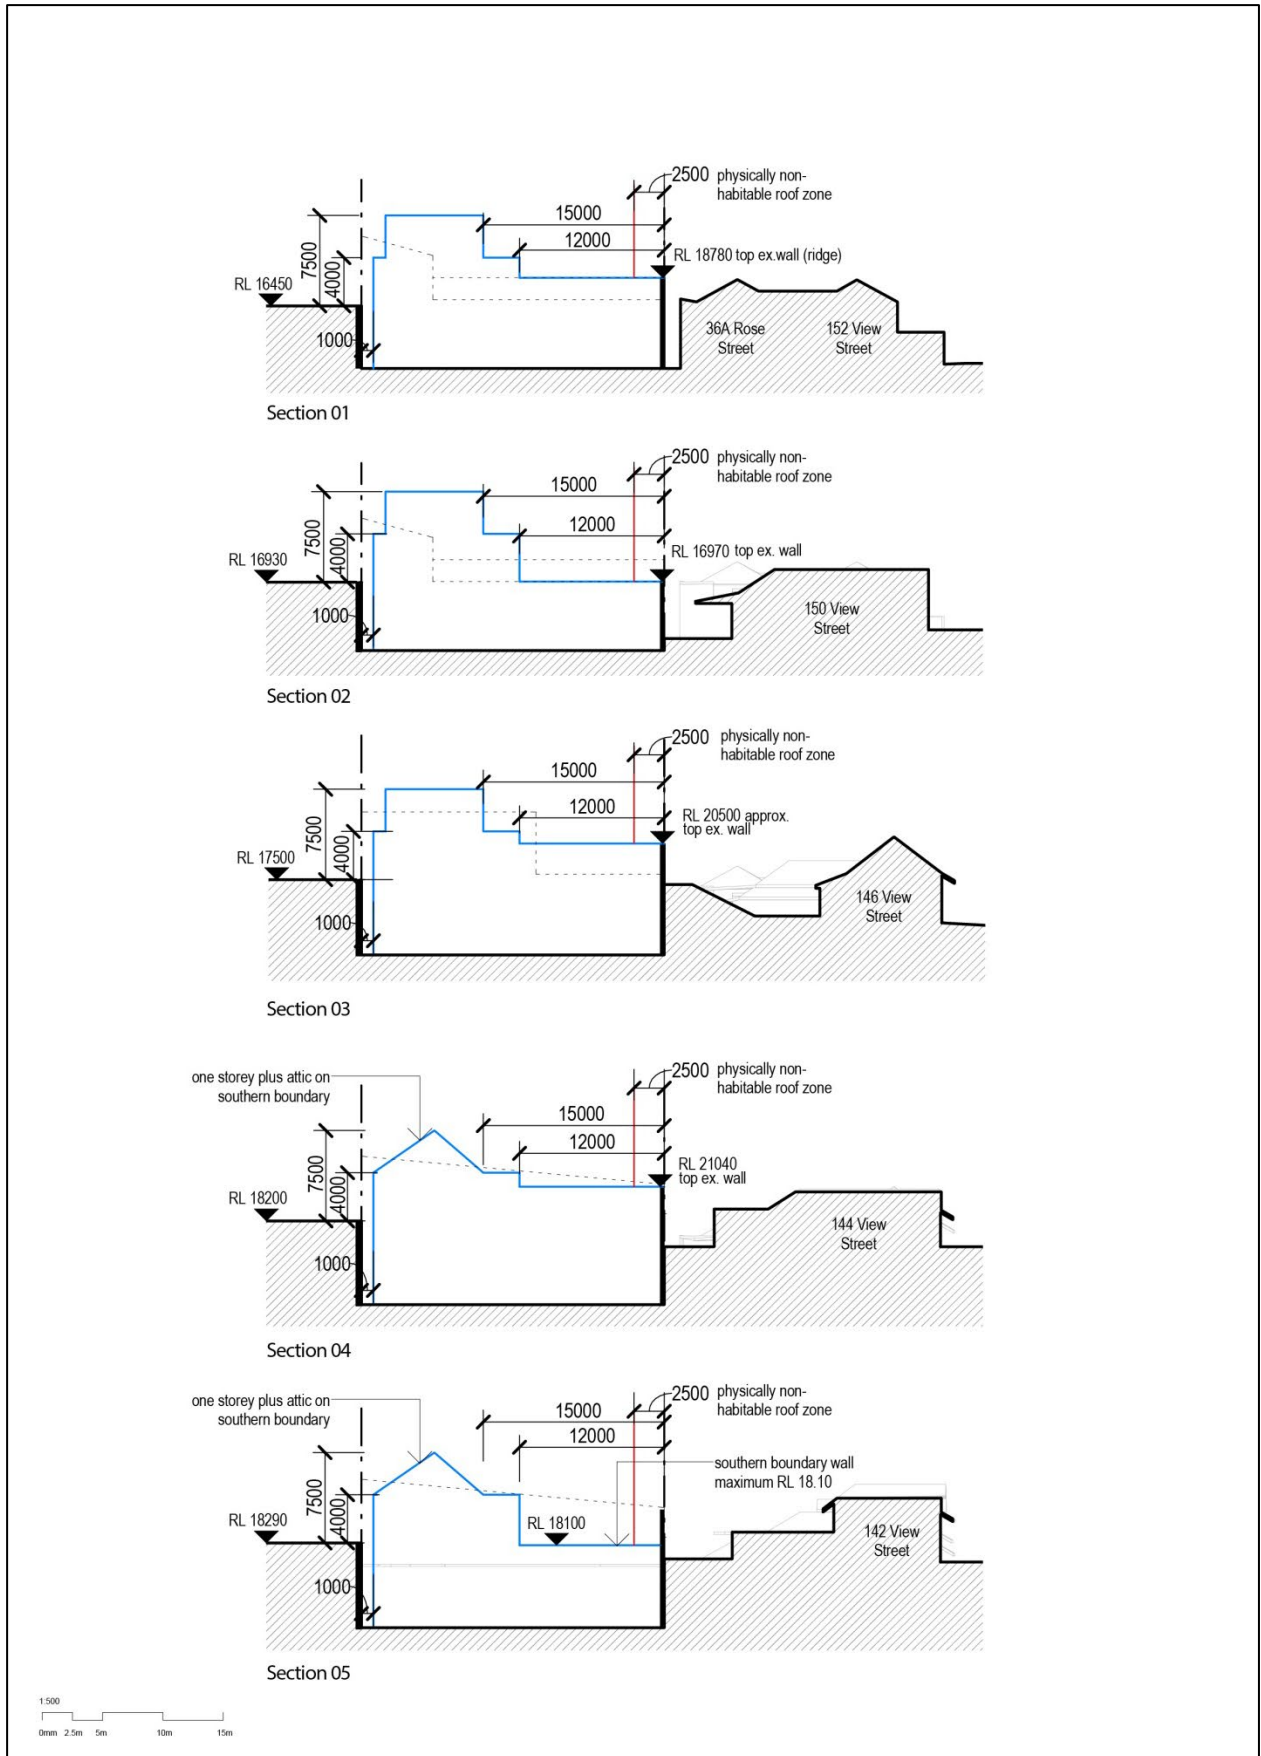 2500 physically non-
habitable roof zone
15000
12000
RL 18780 top ex.wall (ridge)
7500
4000
RL 16450
1000
36A Rose
Street
152 View
Street
Section 01
2500 physically non-
habitable roof zone
15000
12000
7500
4000
RL 16930
RL 16970 top ex. wall
1000
150 View
Street
Section 02
2500 physically non-
habitable roof zone
15000
12000
RL 20500 approx.
top ex. wall
7500
4000
RL 17500
1000
146 View
Street
Section 03
one storey plus attic on
southern boundary
2500 physically non-
habitable roof zone
15000
12000
RL 21040
top ex. wall
7500
4000
RL 18200
1000
144 View
Street
Section 04
one storey plus attic on
southern boundary
2500 physically non-
habitable roof zone
15000
12000
southern boundary wall
maximum RL 18.10
7500
4000
RL 18290
RL 18100
1000
142 View
Street
Section 05
1:500
0mm 2.5m 5m 10m 15m